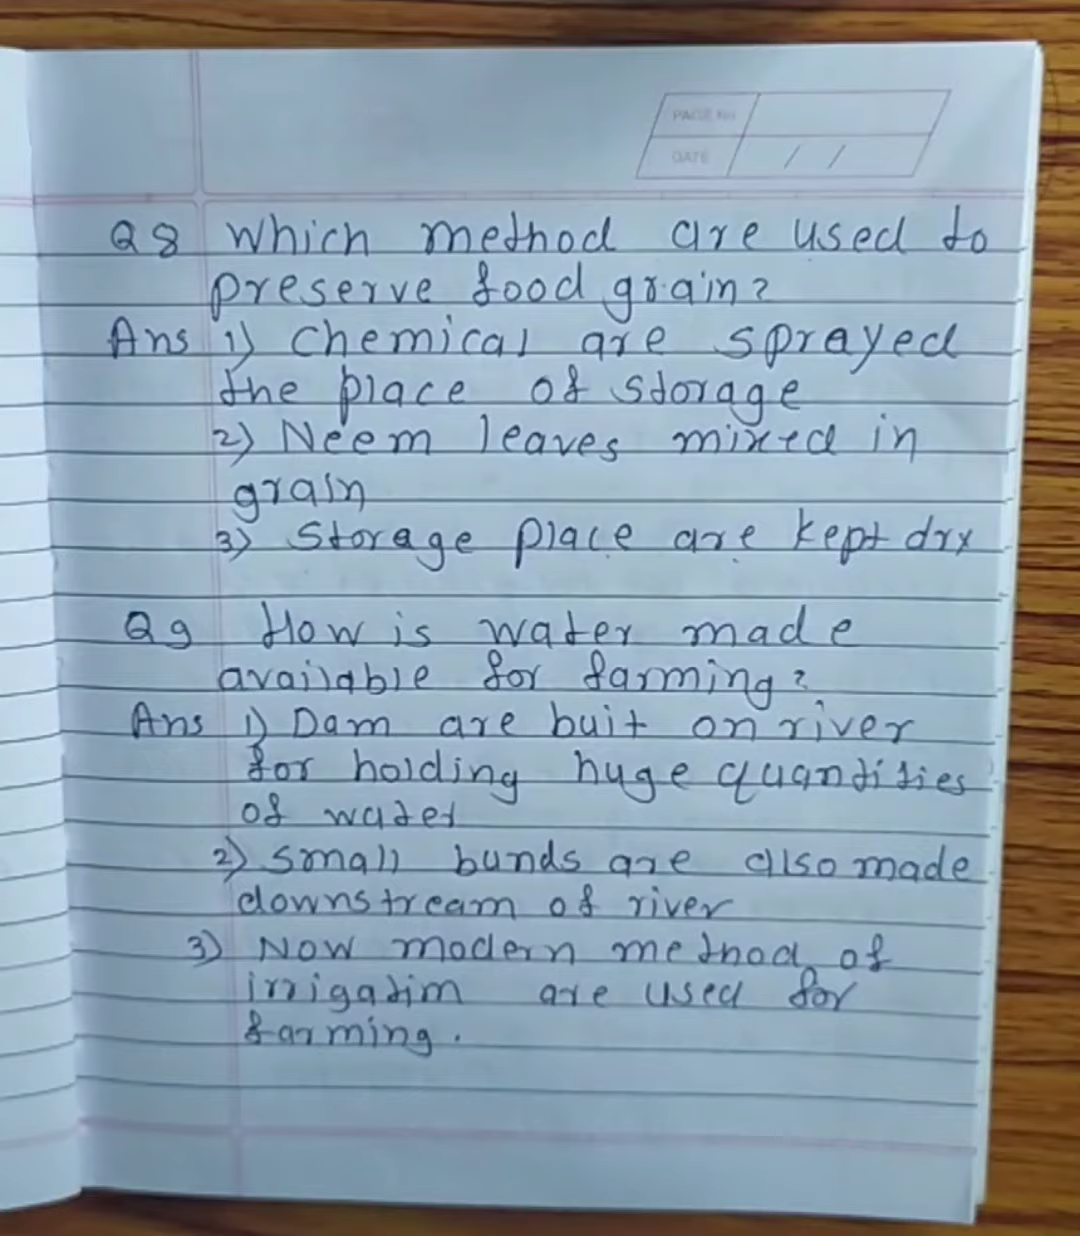 PAGE No.
DATE / /
Q8 Which method are used to
preserve food grain?
Ans 1) Chemical are sprayed
the place of storage
2) Neem leaves mixed in
grain
3) Storage place are kept dry
Q9 How is water made
available for farming?
Ans 1) Dam are buit on river
for holding huge quantities
of water
2) Small bunds are also made
downstream of river
3) Now modern method of
irrigatim are used for
farming.